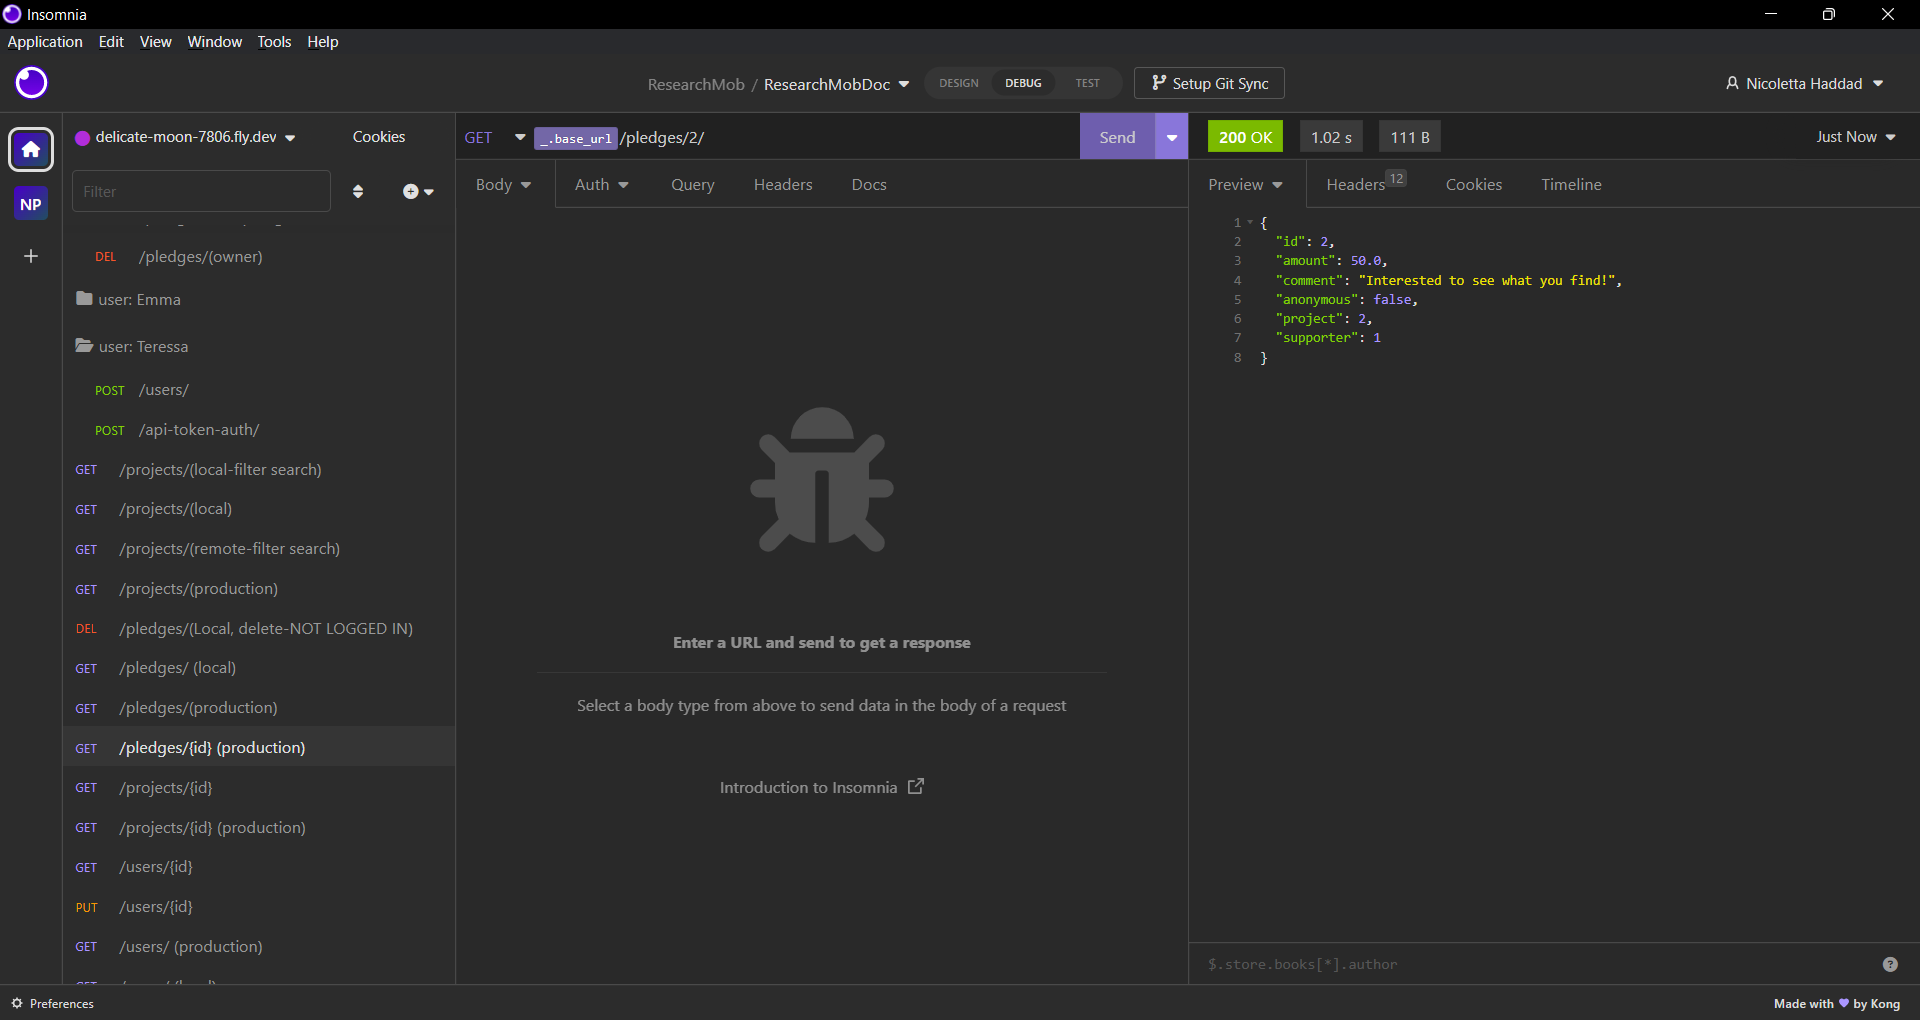 Insomnia
Application Edit View Window Tools Help
ResearchMob / ResearchMobDoc DESIGN DEBUG TEST Setup Git Sync Nicoletta Haddad
delicate-moon-7806.fly.dev Cookies
Filter
NP
DEL /pledges/(owner)
user: Emma
user: Teressa
POST /users/
POST /api-token-auth/
GET /projects/(local-filter search)
GET /projects/(local)
GET /projects/(remote-filter search)
GET /projects/(production)
DEL /pledges/(Local, delete-NOT LOGGED IN)
GET /pledges/ (local)
GET /pledges/(production)
GET /pledges/{id} (production)
GET /projects/{id}
GET /projects/{id} (production)
GET /users/{id}
PUT /users/{id}
GET /users/ (production)
GET _.base_url /pledges/2/ Send
Body Auth Query Headers Docs
Enter a URL and send to get a response
Select a body type from above to send data in the body of a request
Introduction to Insomnia
200 OK 1.02 s 111 B Just Now
Preview Headers 12 Cookies Timeline
1 {
2 "id": 2,
3 "amount": 50.0,
4 "comment": "Interested to see what you find!",
5 "anonymous": false,
6 "project": 2,
7 "supporter": 1
8 }
$.store.books[*].author
Preferences
Made with by Kong